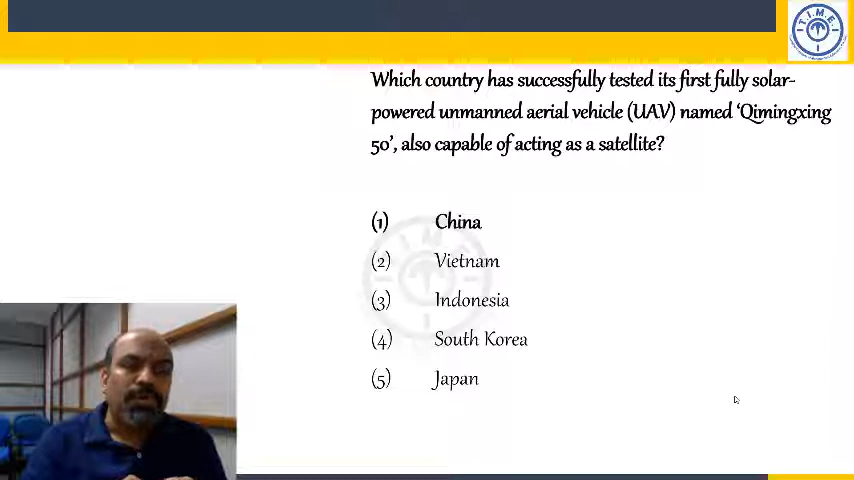 T.I.M.E.
Which country has successfully tested its first fully solar-
powered unmanned aerial vehicle (UAV) named ‘Qimingxing
50’, also capable of acting as a satellite?
(1) China
(2) Vietnam
(3) Indonesia
(4) South Korea
(5) Japan